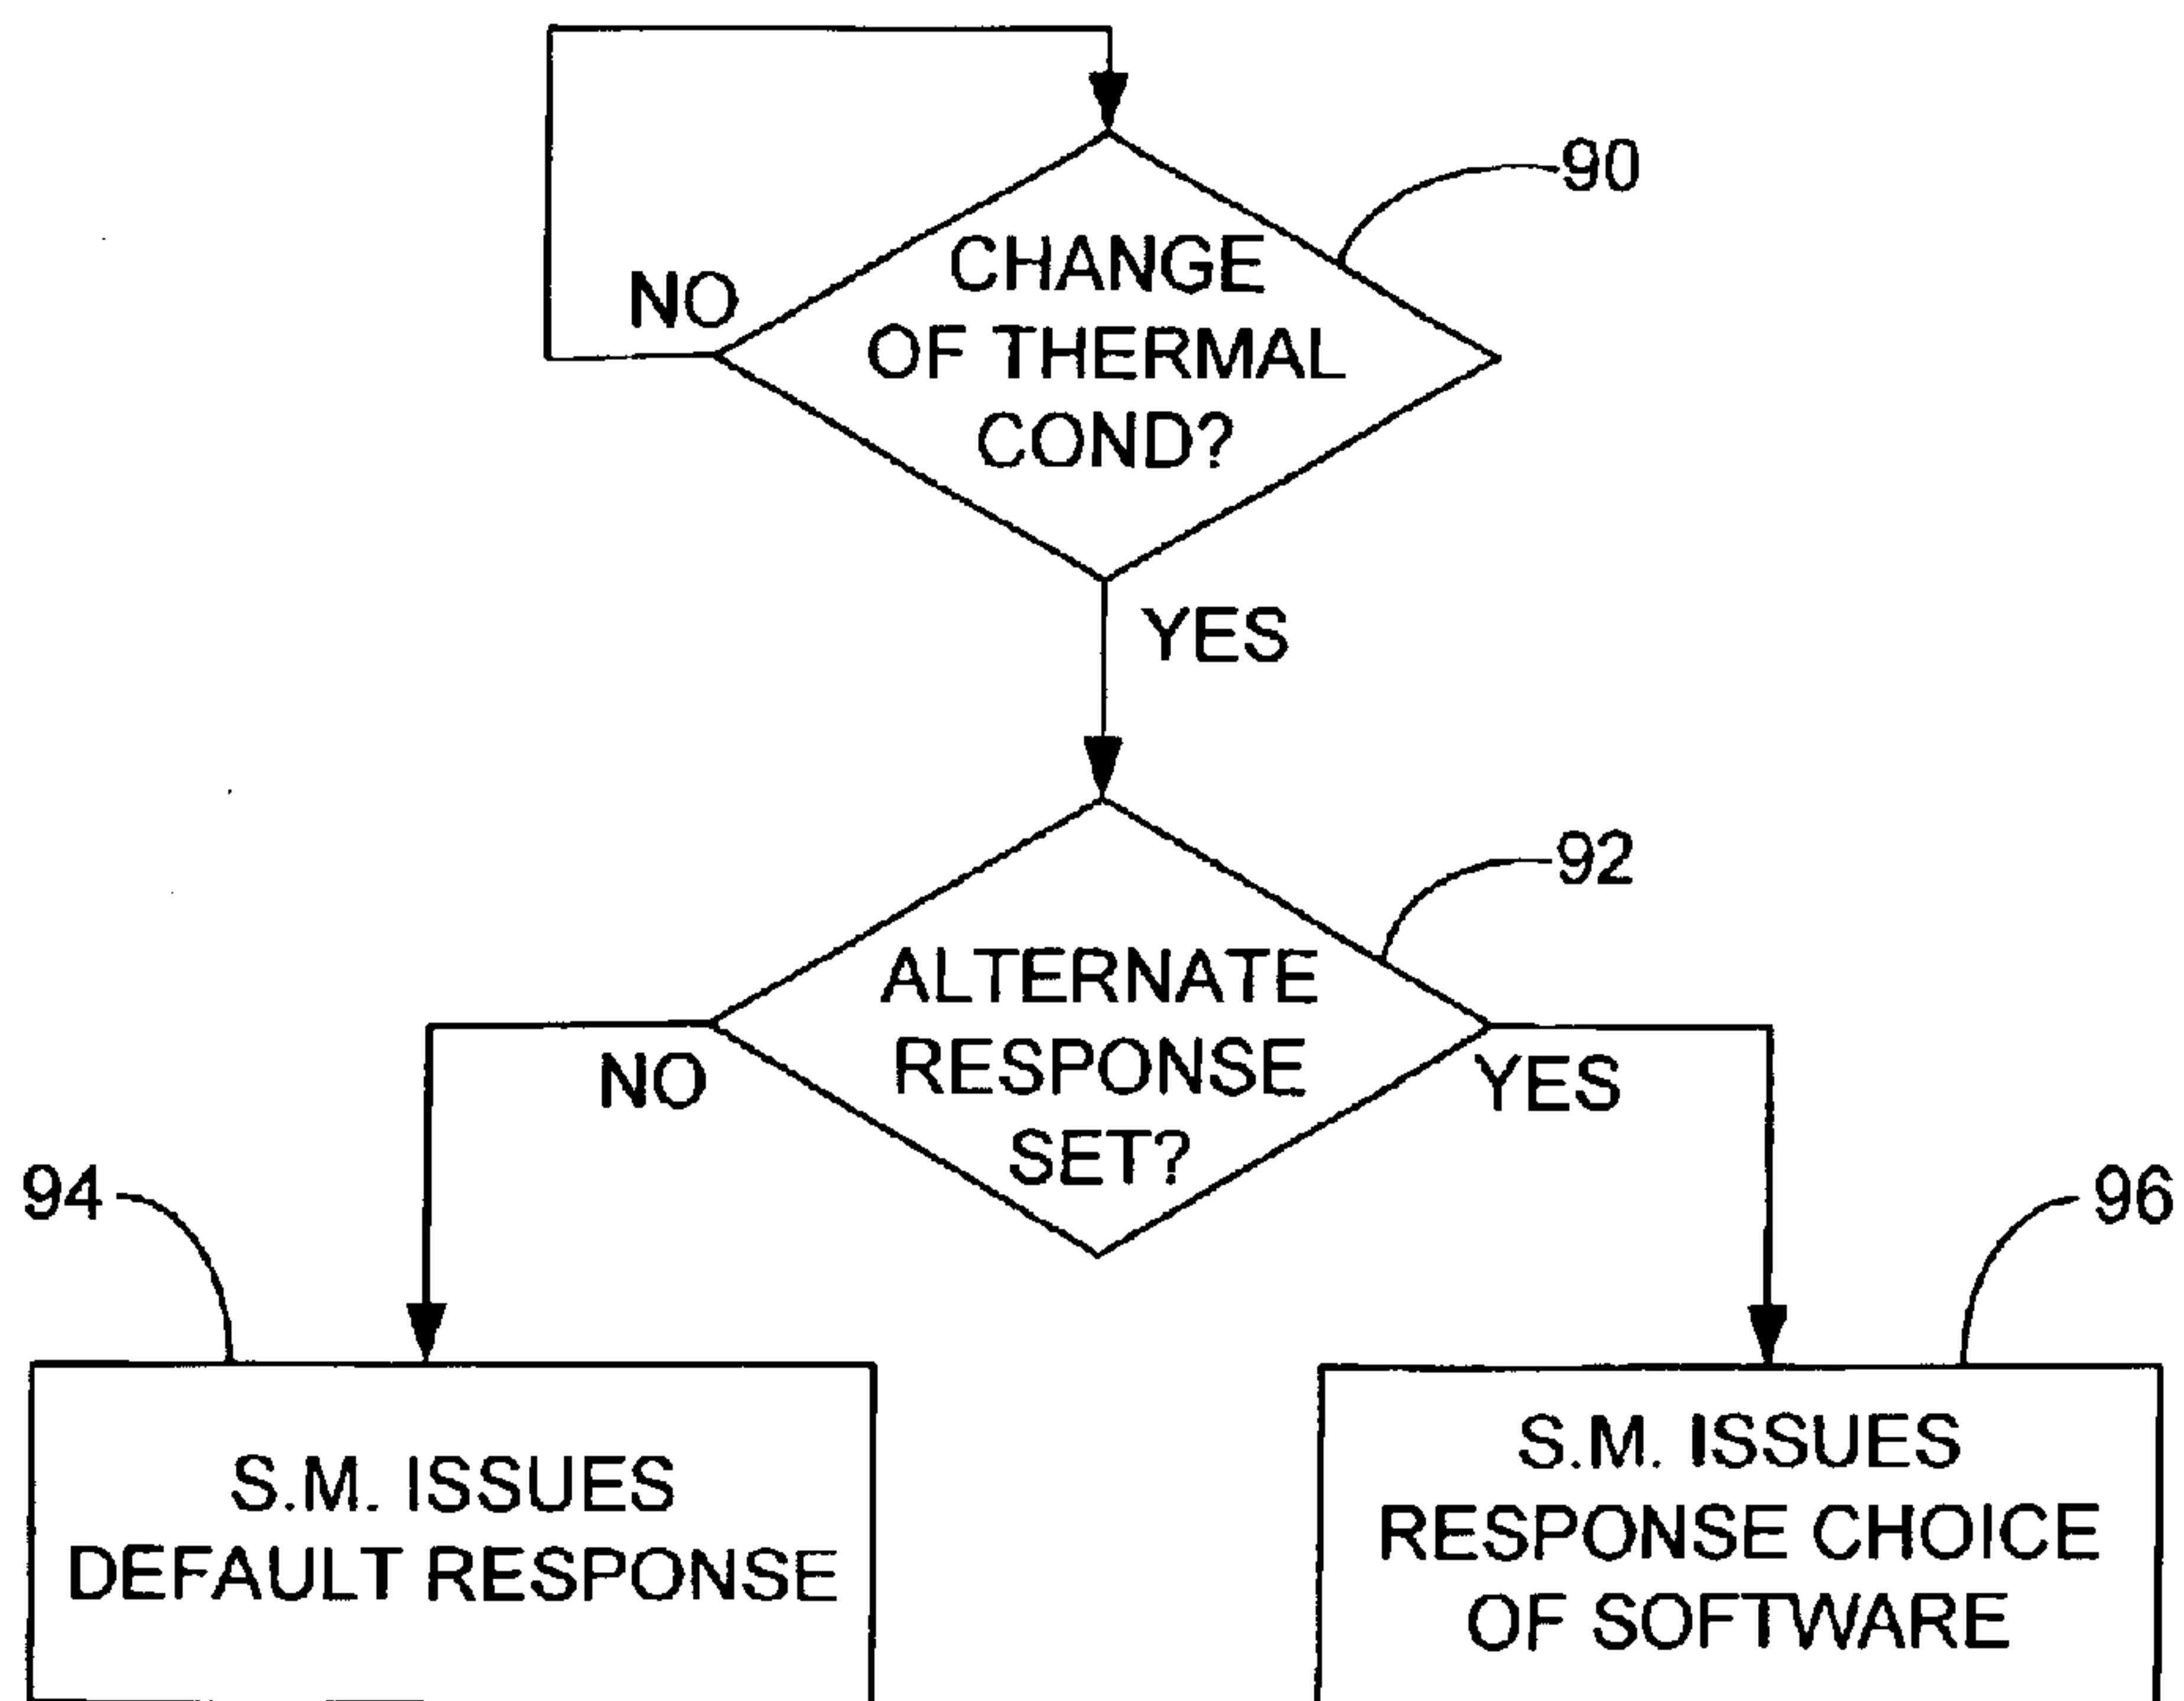 90
CHANGE
OF THERMAL
COND?
NO
YES
92
ALTERNATE
RESPONSE
SET?
NO
YES
94
96
S.M. ISSUES
DEFAULT RESPONSE
S.M. ISSUES
RESPONSE CHOICE
OF SOFTWARE